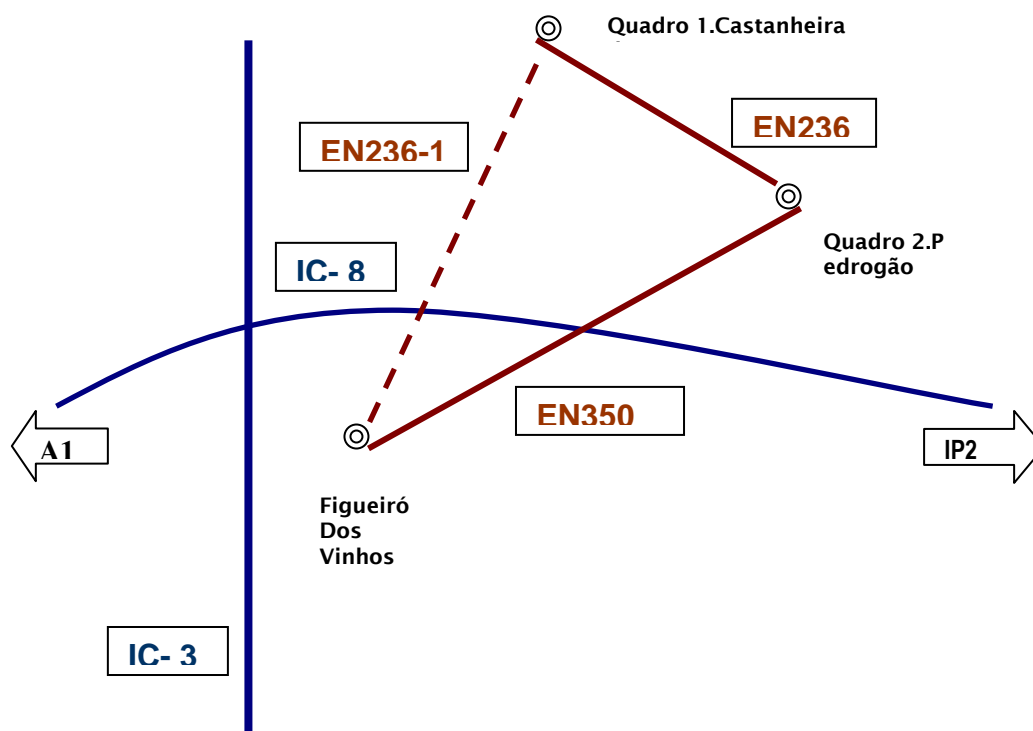 Quadro 1.Castanheira
EN236
EN236-1
Quadro 2.P
edrogão
IC- 8
EN350
A1
IP2
Figueiró
Dos
Vinhos
IC- 3